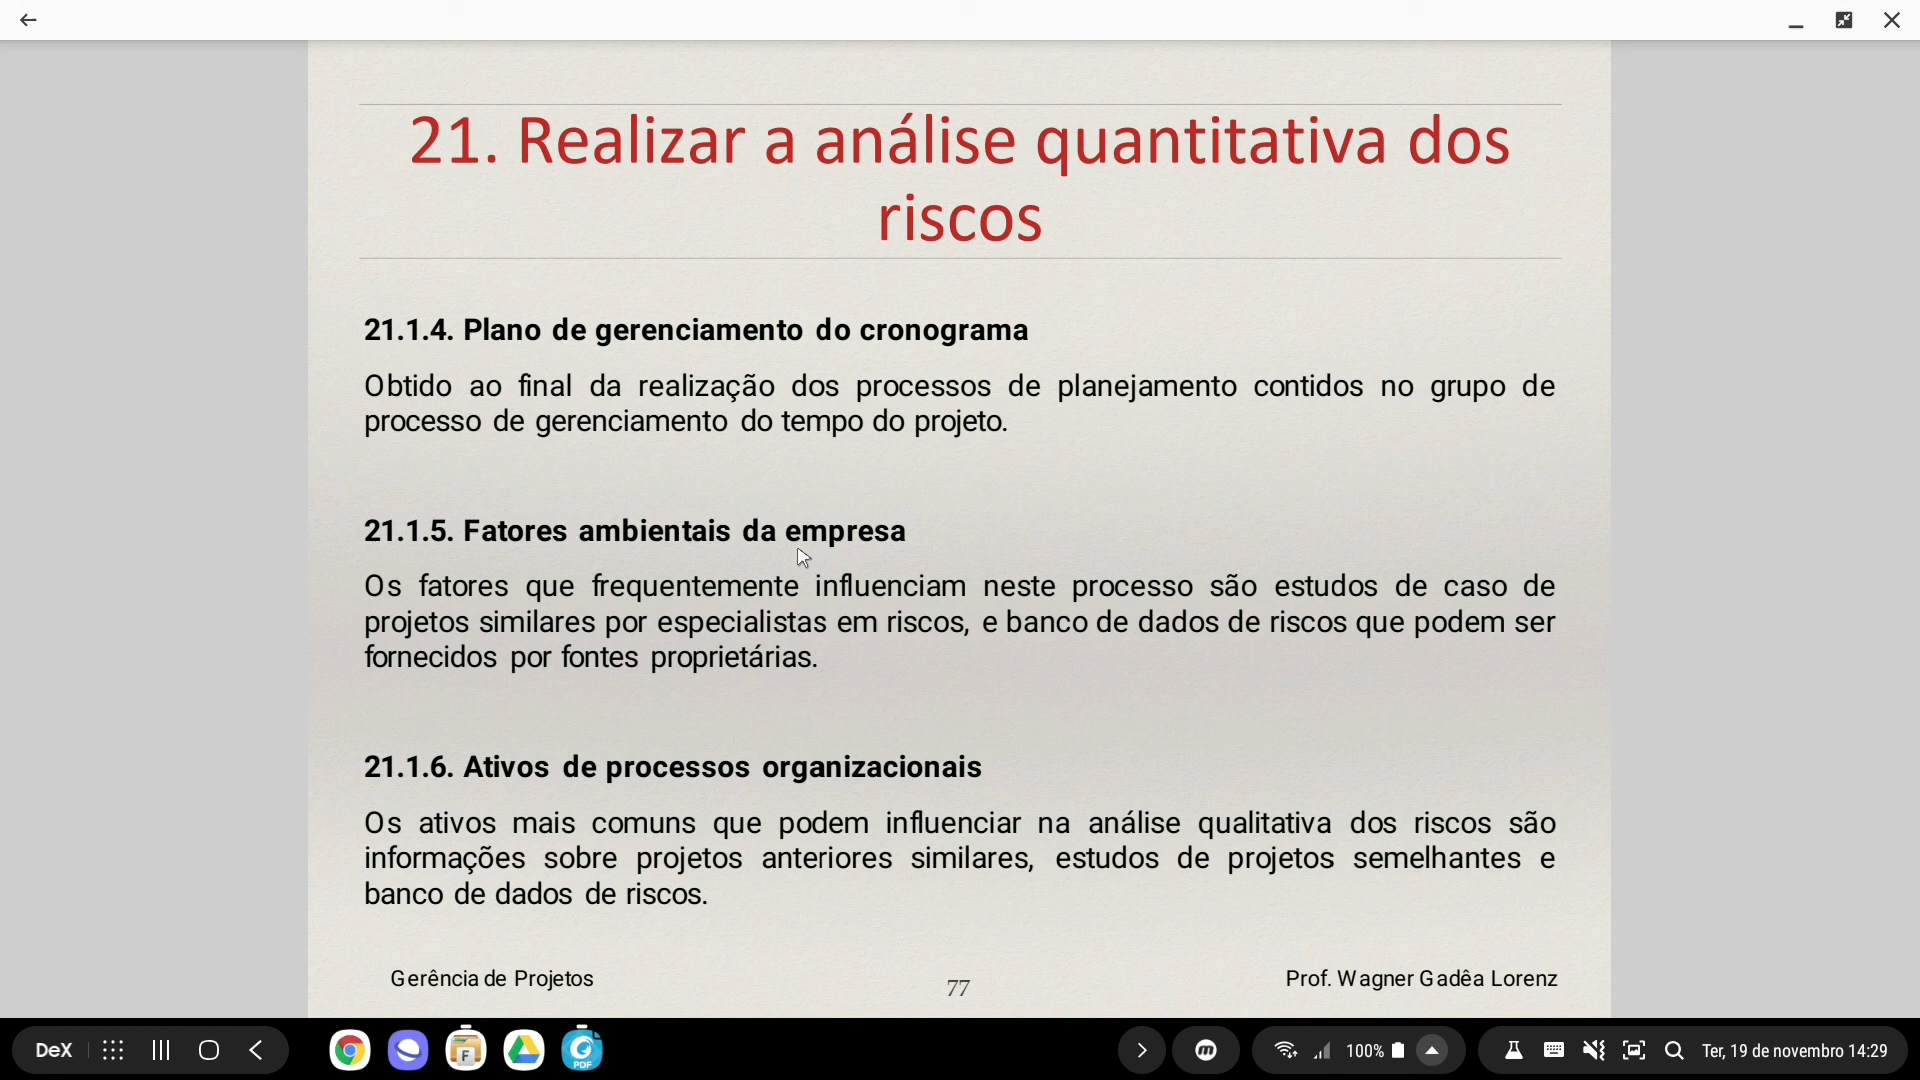 21. Realizar a análise quantitativa dos
riscos
21.1.4. Plano de gerenciamento do cronograma
Obtido ao final da realização dos processos de planejamento contidos no grupo de
processo de gerenciamento do tempo do projeto.
21.1.5. Fatores ambientais da empresa
Os fatores que frequentemente influenciam neste processo são estudos de caso de
projetos similares por especialistas em riscos, e banco de dados de riscos que podem ser
fornecidos por fontes proprietárias.
21.1.6. Ativos de processos organizacionais
Os ativos mais comuns que podem influenciar na análise qualitativa dos riscos são
informações sobre projetos anteriores similares, estudos de projetos semelhantes e
banco de dados de riscos.
Gerência de Projetos
77
Prof. Wagner Gadêa Lorenz
DeX
F
PDF
m
100%
Ter, 19 de novembro 14:29